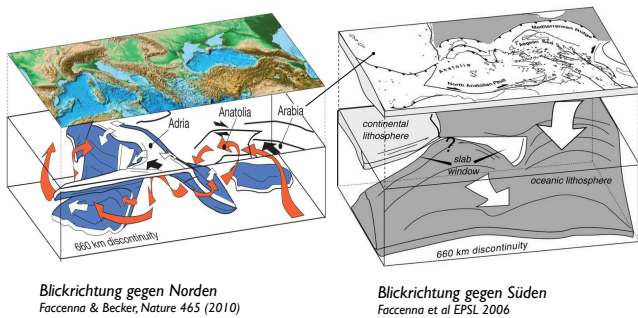 Adria
Anatolia
Arabia
660 km discontinuity
Blickrichtung gegen Norden
Faccenna & Becker, Nature 465 (2010)
Mediterranean Ridge
Aegean Sea
Anatolia
North Anatolian Fault
continental
lithosphere
?
slab
window
oceanic lithosphere
660 km discontinuity
Blickrichtung gegen Süden
Faccenna et al EPSL 2006